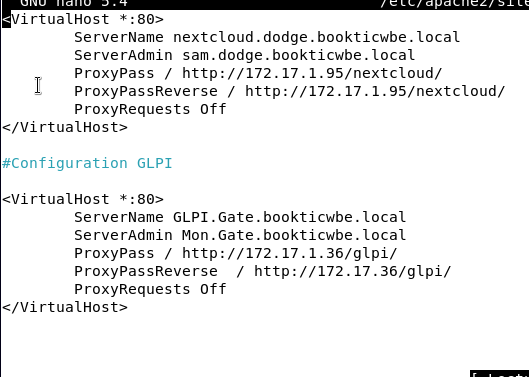 GNU nano 5.4 /etc/apache2/site
<VirtualHost *:80>
ServerName nextcloud.dodge.bookticwbe.local
ServerAdmin sam.dodge.bookticwbe.local
ProxyPass / http://172.17.1.95/nextcloud/
ProxyPassReverse / http://172.17.1.95/nextcloud/
ProxyRequests Off
</VirtualHost>
#Configuration GLPI
<VirtualHost *:80>
ServerName GLPI.Gate.bookticwbe.local
ServerAdmin Mon.Gate.bookticwbe.local
ProxyPass / http://172.17.1.36/glpi/
ProxyPassReverse  / http://172.17.36/glpi/
ProxyRequests Off
</VirtualHost>